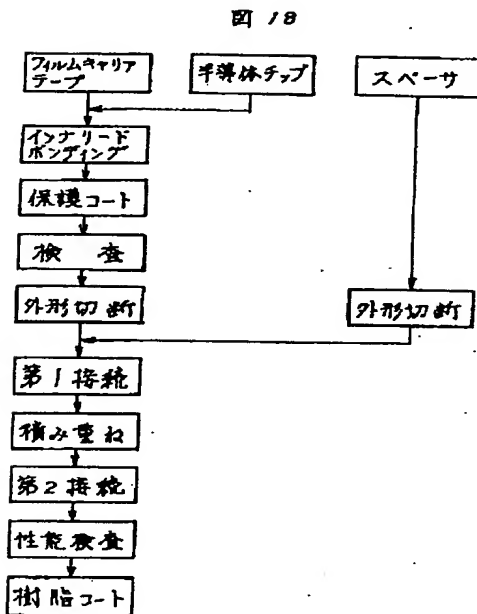 図 18
フィルムキャリア
テープ
半導体チップ
スペーサ
インナリード
ボンディング
保護コート
検 査
外形切断
外形切断
第1接続
積み重ね
第2接続
性能検査
樹脂コート